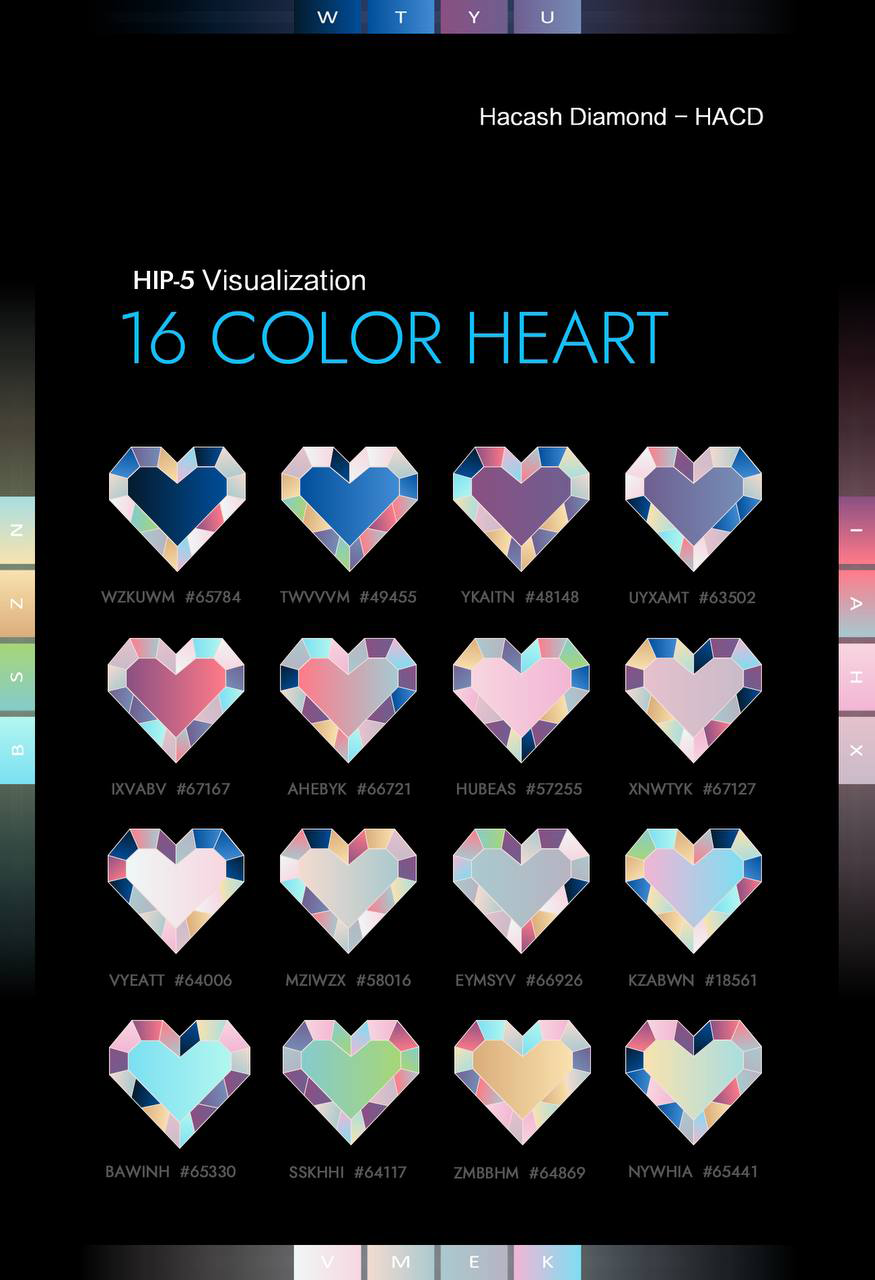 W T Y U
Hacash Diamond – HACD
HIP-5 Visualization
16 COLOR HEART
N
Z
S
B
I
A
H
X
WZKUWM #65784 TWVVVM #49455 YKAITN #48148 UYXAMT #63502
IXVABV #67167 AHEBYK #66721 HUBEAS #57255 XNWTYK #67127
VYEATT #64006 MZIWZX #58016 EYMSYV #66926 KZABWN #18561
BAWINH #65330 SSKHHI #64117 ZMBBHM #64869 NYWHIA #65441
V M E K